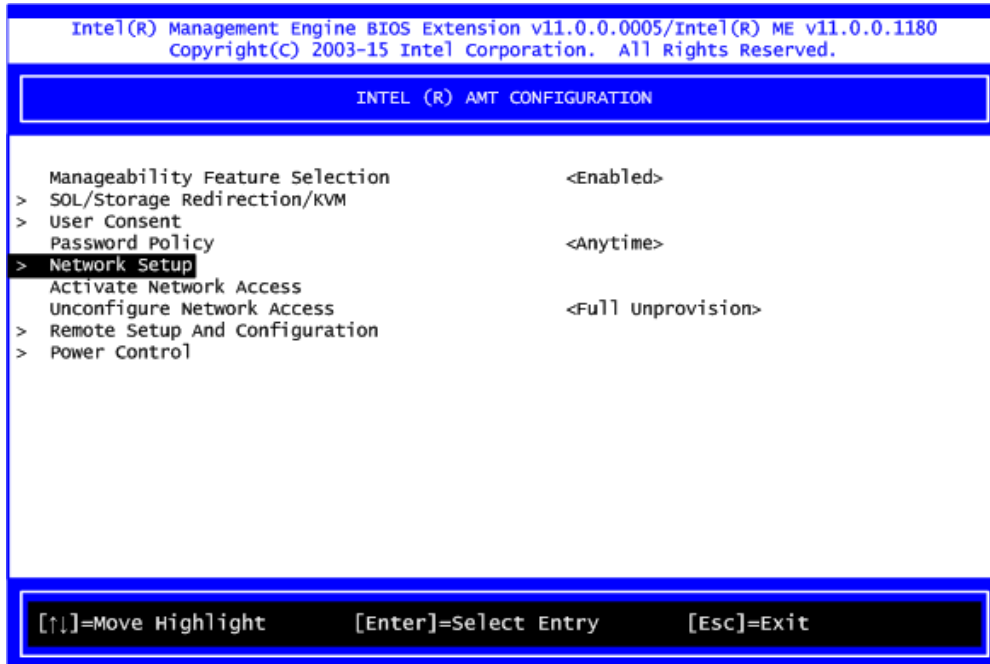 Intel(R) Management Engine BIOS Extension v11.0.0.0005/Intel(R) ME v11.0.0.1180
Copyright(C) 2003-15 Intel Corporation. All Rights Reserved.
INTEL (R) AMT CONFIGURATION
Manageability Feature Selection <Enabled>
> SOL/Storage Redirection/KVM
> User Consent
Password Policy <Anytime>
> Network Setup
Activate Network Access
Unconfigure Network Access <Full Unprovision>
> Remote Setup And Configuration
> Power Control
[↑↓]=Move Highlight [Enter]=Select Entry [Esc]=Exit